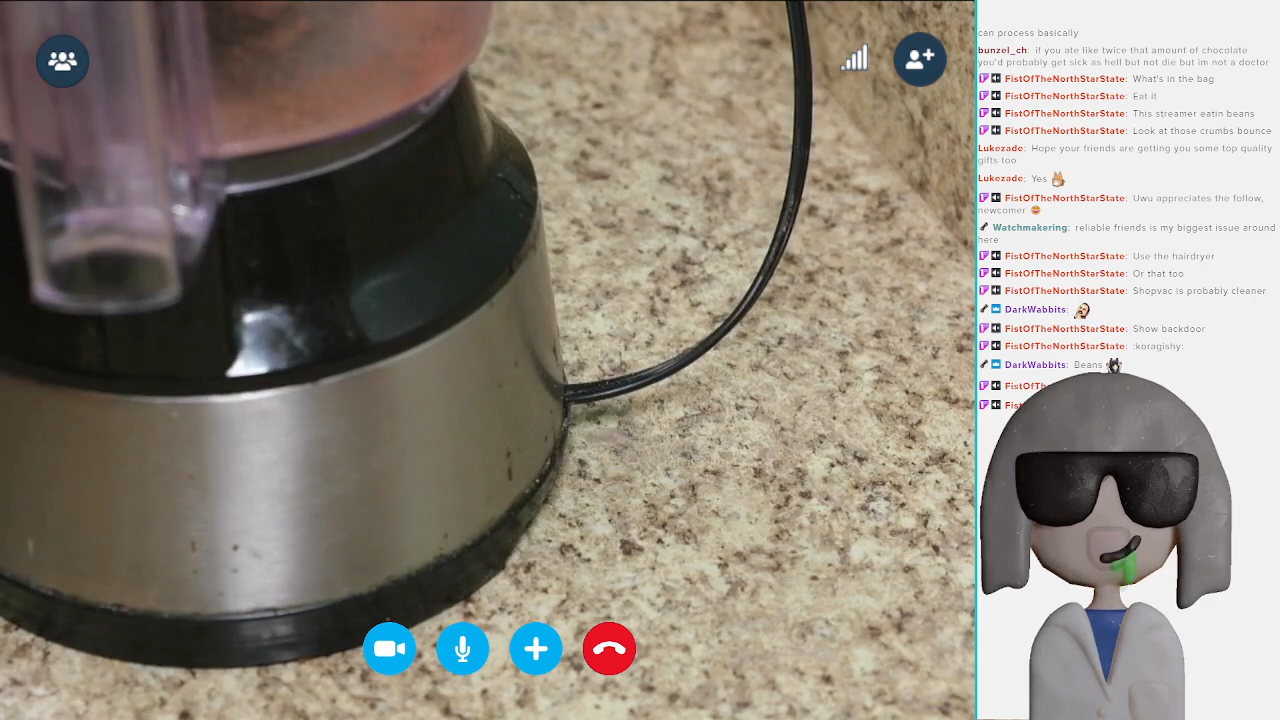 can process basically
bunzel_ch: if you ate like twice that amount of chocolate
you'd probably get sick as hell but not die but im not a doctor
FistOfTheNorthStarState: What's in the bag
FistOfTheNorthStarState: Eat it
FistOfTheNorthStarState: This streamer eatin beans
FistOfTheNorthStarState: Look at those crumbs bounce
Lukezade: Hope your friends are getting you some top quality
gifts too
Lukezade: Yes
FistOfTheNorthStarState: Uwu appreciates the follow,
newcomer
Watchmakering: reliable friends is my biggest issue around
here
FistOfTheNorthStarState: Use the hairdryer
FistOfTheNorthStarState: Or that too
FistOfTheNorthStarState: Shopvac is probably cleaner
DarkWabbits:
FistOfTheNorthStarState: Show backdoor
FistOfTheNorthStarState: :koragishy:
DarkWabbits: Beans